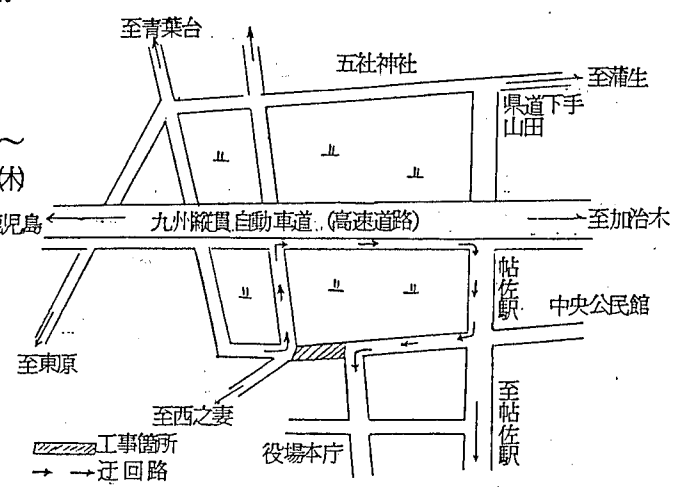 至青葉台
五社神社
至蒲生
県道下手
山田
～
(木)
児島
九州縦貫自動車道(高速道路)
至加治木
帖佐駅
中央公民館
至東原
至西之妻
至帖佐駅
工事箇所
役場本庁
迂回路